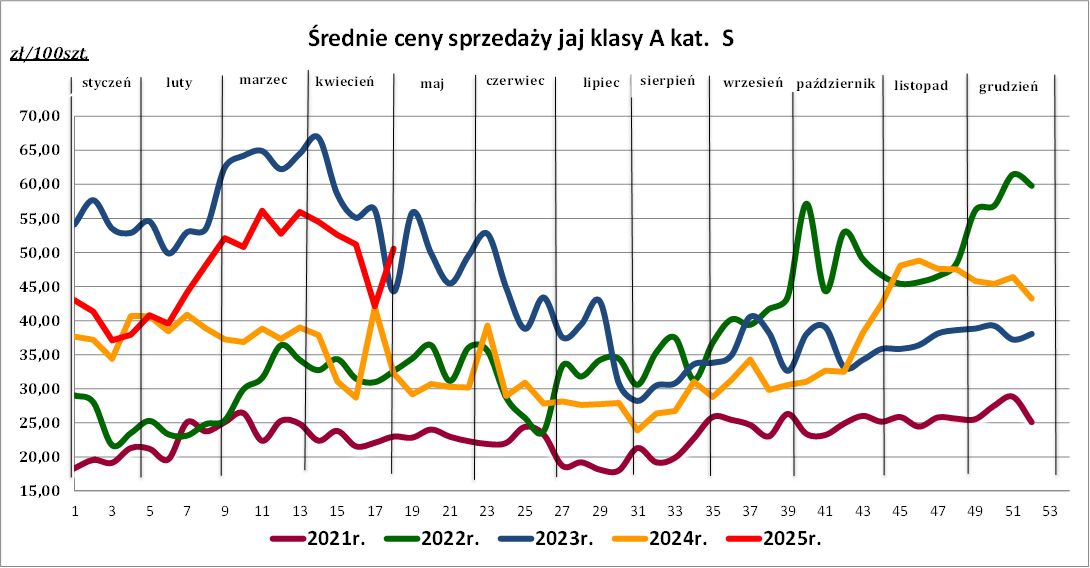 Średnie ceny sprzedaży jaj klasy A kat. S
zł/100szt.
styczeń luty marzec kwiecień maj czerwiec lipiec sierpień wrzesień październik listopad grudzień
70,00
65,00
60,00
55,00
50,00
45,00
40,00
35,00
30,00
25,00
20,00
15,00
1 3 5 7 9 11 13 15 17 19 21 23 25 27 29 31 33 35 37 39 41 43 45 47 49 51 53
2021r. 2022r. 2023r. 2024r. 2025r.